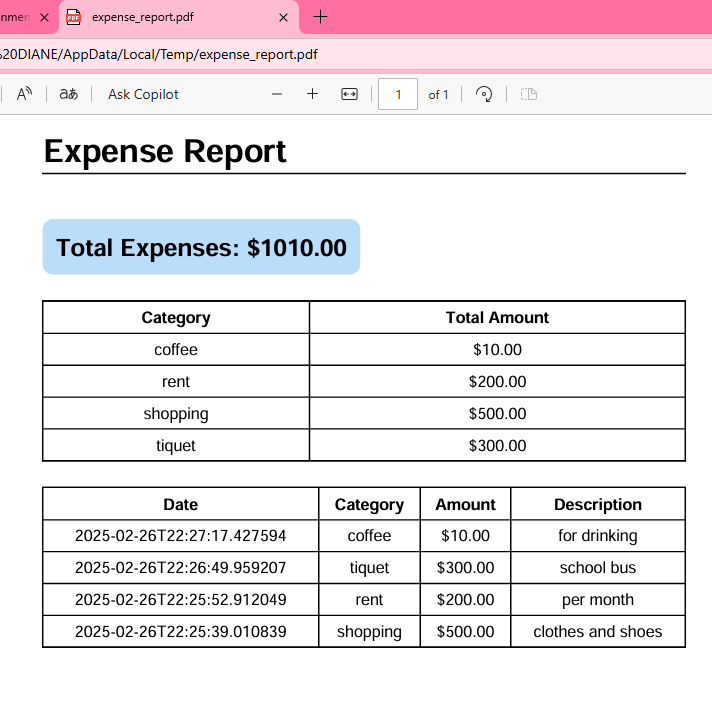 nmen
expense_report.pdf
20DIANE/AppData/Local/Temp/expense_report.pdf
A aあ Ask Copilot 1 of 1
Expense Report
Total Expenses: $1010.00
Category Total Amount
coffee $10.00
rent $200.00
shopping $500.00
tiquet $300.00
Date Category Amount Description
2025-02-26T22:27:17.427594 coffee $10.00 for drinking
2025-02-26T22:26:49.959207 tiquet $300.00 school bus
2025-02-26T22:25:52.912049 rent $200.00 per month
2025-02-26T22:25:39.010839 shopping $500.00 clothes and shoes